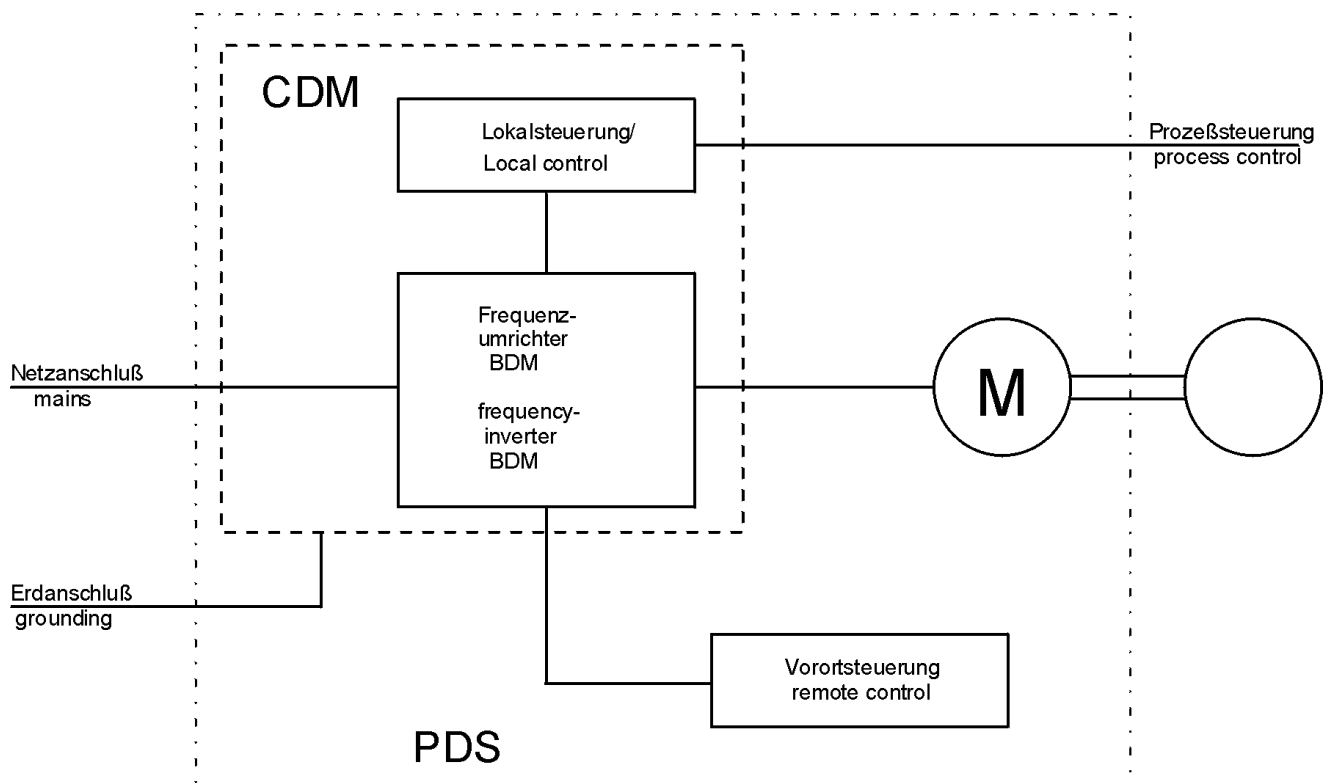 CDM
Lokalsteuerung/
Local control
Prozeßsteuerung
process control
Frequenz-
umrichter
BDM
frequency-
inverter
BDM
Netzanschluß
mains
M
Erdanschluß
grounding
Vorortsteuerung
remote control
PDS